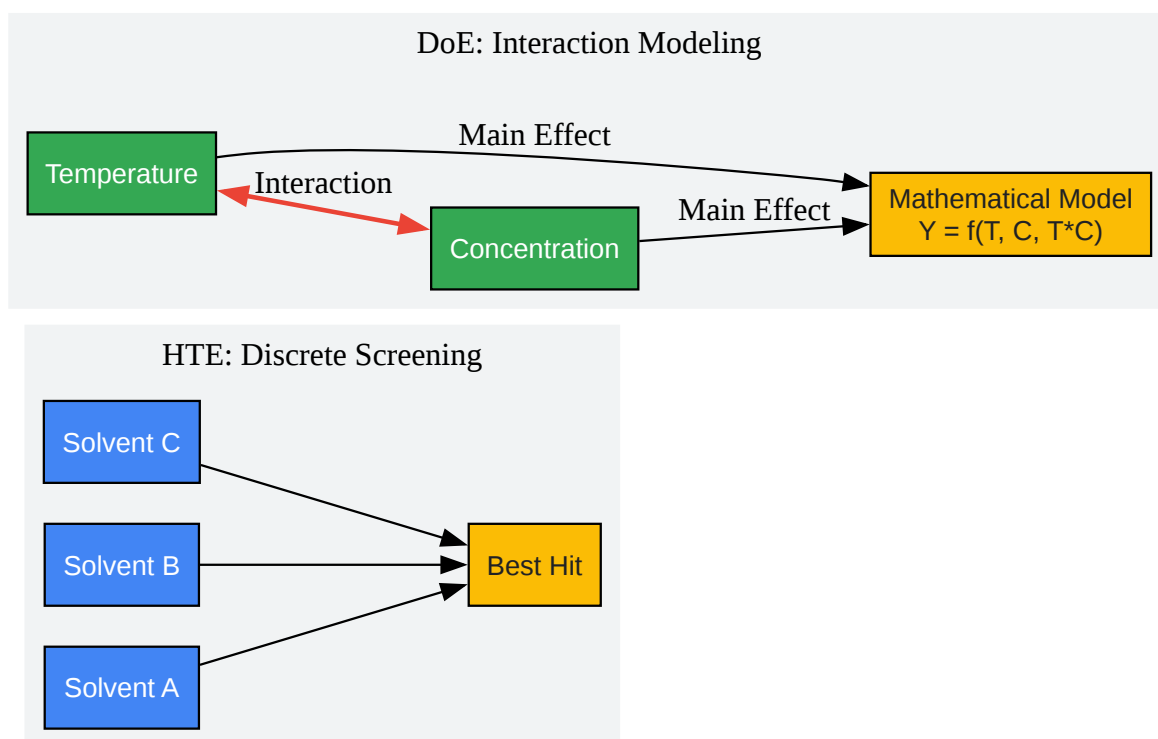 DoE: Interaction Modeling
Main Effect
Temperature
Interaction
Main Effect
Concentration
Mathematical Model
Y = f(T, C, T*C)
HTE: Discrete Screening
Solvent C
Solvent B
Best Hit
Solvent A